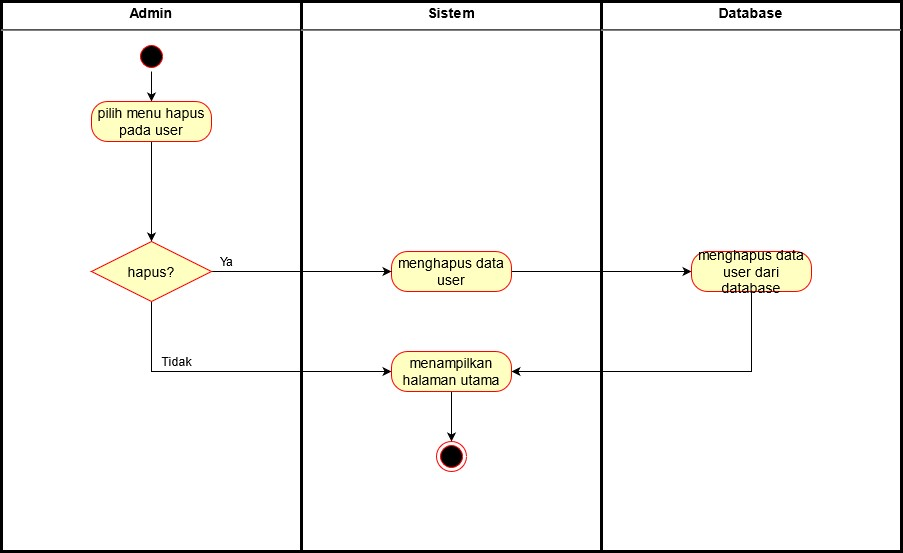 Admin
Sistem
Database
pilih menu hapus
pada user
hapus?
Ya
menghapus data
user
menghapus data
user dari
database
Tidak
menampilkan
halaman utama